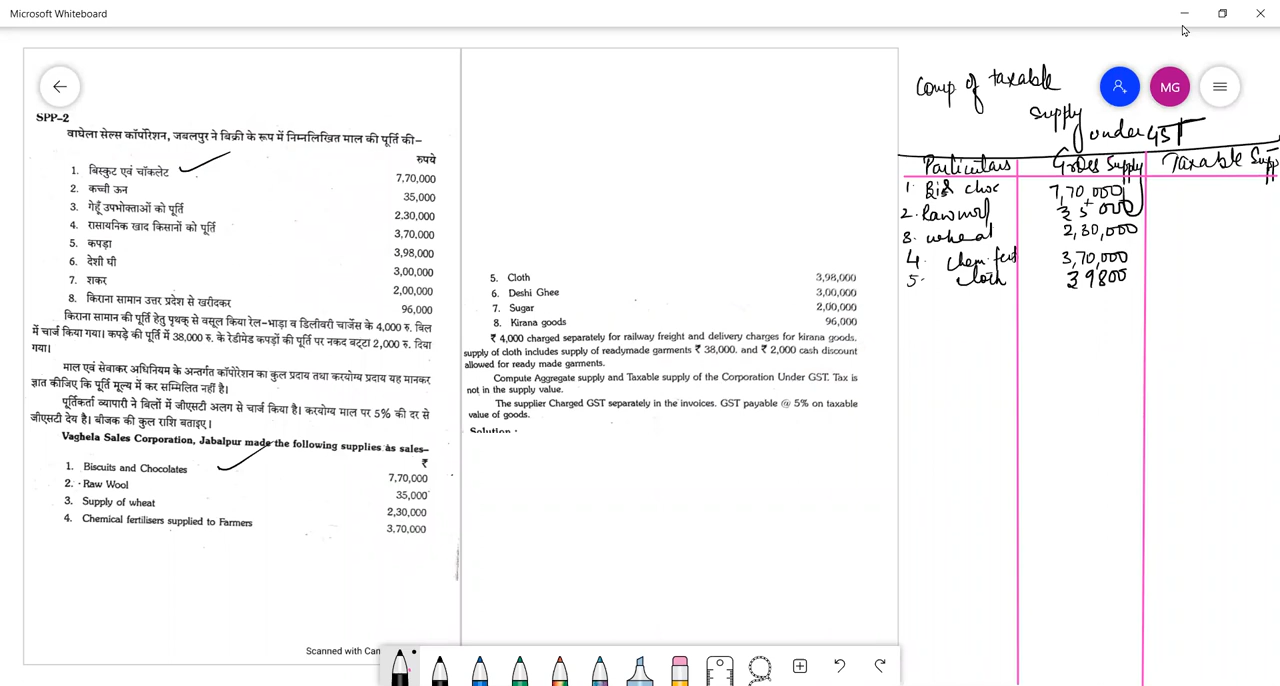 Microsoft Whiteboard
SPP-2
वाघेला सेल्स कॉर्पोरेशन, जबलपुर ने बिक्री के रूप में निम्नलिखित माल की पूर्ति की–
रुपये
1. बिस्कुट एवं चॉकलेट 7,70,000
2. कच्ची ऊन 35,000
3. गेहूँ उपभोक्ताओं को पूर्ति 2,30,000
4. रासायनिक खाद किसानों को पूर्ति 3,70,000
5. कपड़ा 3,98,000
6. देशी घी 3,00,000
7. शकर 2,00,000
8. किराना सामान उत्तर प्रदेश से खरीदकर 96,000
किराना सामान की पूर्ति हेतु पृथक् से वसूल किया रेल-भाड़ा व डिलीवरी चार्जेस के 4,000 रु. बिल
में चार्ज किया गया। कपड़े की पूर्ति में 38,000 रु. के रेडीमेड कपड़ों की पूर्ति पर नकद बट्टा 2,000 रु. दिया
गया।
माल एवं सेवाकर अधिनियम के अन्तर्गत कॉर्पोरेशन का कुल प्रदाय तथा करयोग्य प्रदाय यह मानकर
ज्ञात कीजिए कि पूर्ति मूल्य में कर सम्मिलित नहीं है।
पूर्तिकर्ता व्यापारी ने बिलों में जीएसटी अलग से चार्ज किया है। करयोग्य माल पर 5% की दर से
जीएसटी देय है। बीजक की कुल राशि बताइए।
Vaghela Sales Corporation, Jabalpur made the following supplies as sales–
₹
1. Biscuits and Chocolates 7,70,000
2. Raw Wool 35,000
3. Supply of wheat 2,30,000
4. Chemical fertilisers supplied to Farmers 3,70,000
Scanned with Can
5. Cloth 3,98,000
6. Deshi Ghee 3,00,000
7. Sugar 2,00,000
8. Kirana goods 96,000
₹ 4,000 charged separately for railway freight and delivery charges for kirana goods,
supply of cloth includes supply of readymade garments ₹ 38,000. and ₹ 2,000 cash discount
allowed for ready made garments.
Compute Aggregate supply and Taxable supply of the Corporation Under GST. Tax is
not in the supply value.
The supplier Charged GST separately in the invoices. GST payable @ 5% on taxable
value of goods.
Solution :
MG
Comp of taxable
supply
under GST
Particulars Gross Supply Taxable Supp
1. Bis choc 7,70,000
2. Raw wol 35000
3. wheat 2,30,000
4. chem. fert 3,70,000
5. cloth 39800